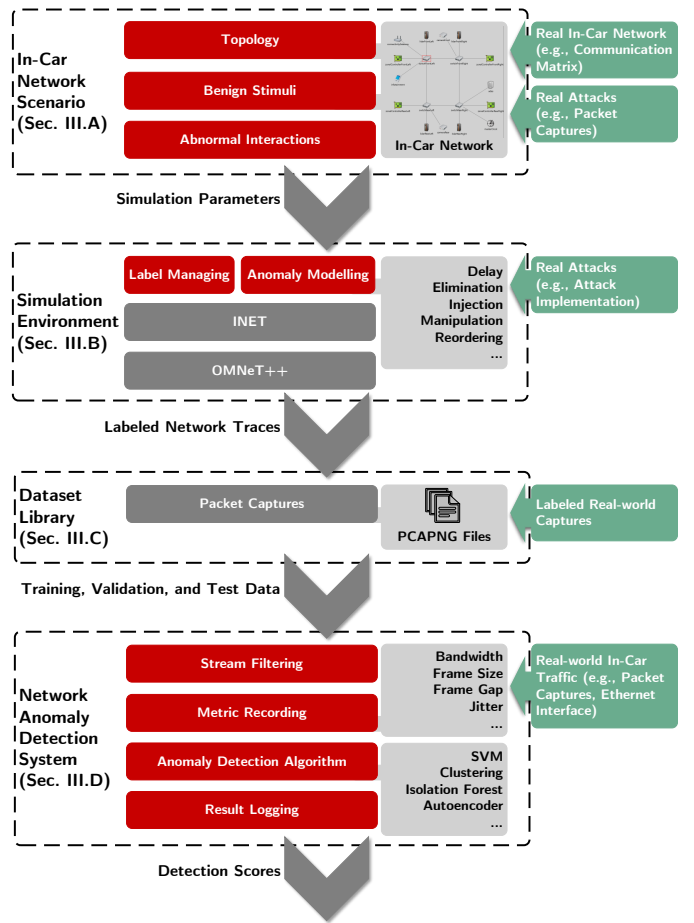 In-Car
Network
Scenario
(Sec. III.A)
Topology
Benign Stimuli
Abnormal Interactions
In-Car Network
Real In-Car Network
(e.g., Communication
Matrix)
Real Attacks
(e.g., Packet
Captures)
Simulation Parameters
Simulation
Environment
(Sec. III.B)
Label Managing
Anomaly Modelling
INET
OMNeT++
Delay
Elimination
Injection
Manipulation
Reordering
...
Real Attacks
(e.g., Attack
Implementation)
Labeled Network Traces
Dataset
Library
(Sec. III.C)
Packet Captures
PCAPNG Files
Labeled Real-world
Captures
Training, Validation, and Test Data
Network
Anomaly
Detection
System
(Sec. III.D)
Stream Filtering
Metric Recording
Anomaly Detection Algorithm
Result Logging
Bandwidth
Frame Size
Frame Gap
Jitter
...
SVM
Clustering
Isolation Forest
Autoencoder
...
Real-world In-Car
Traffic (e.g., Packet
Captures, Ethernet
Interface)
Detection Scores